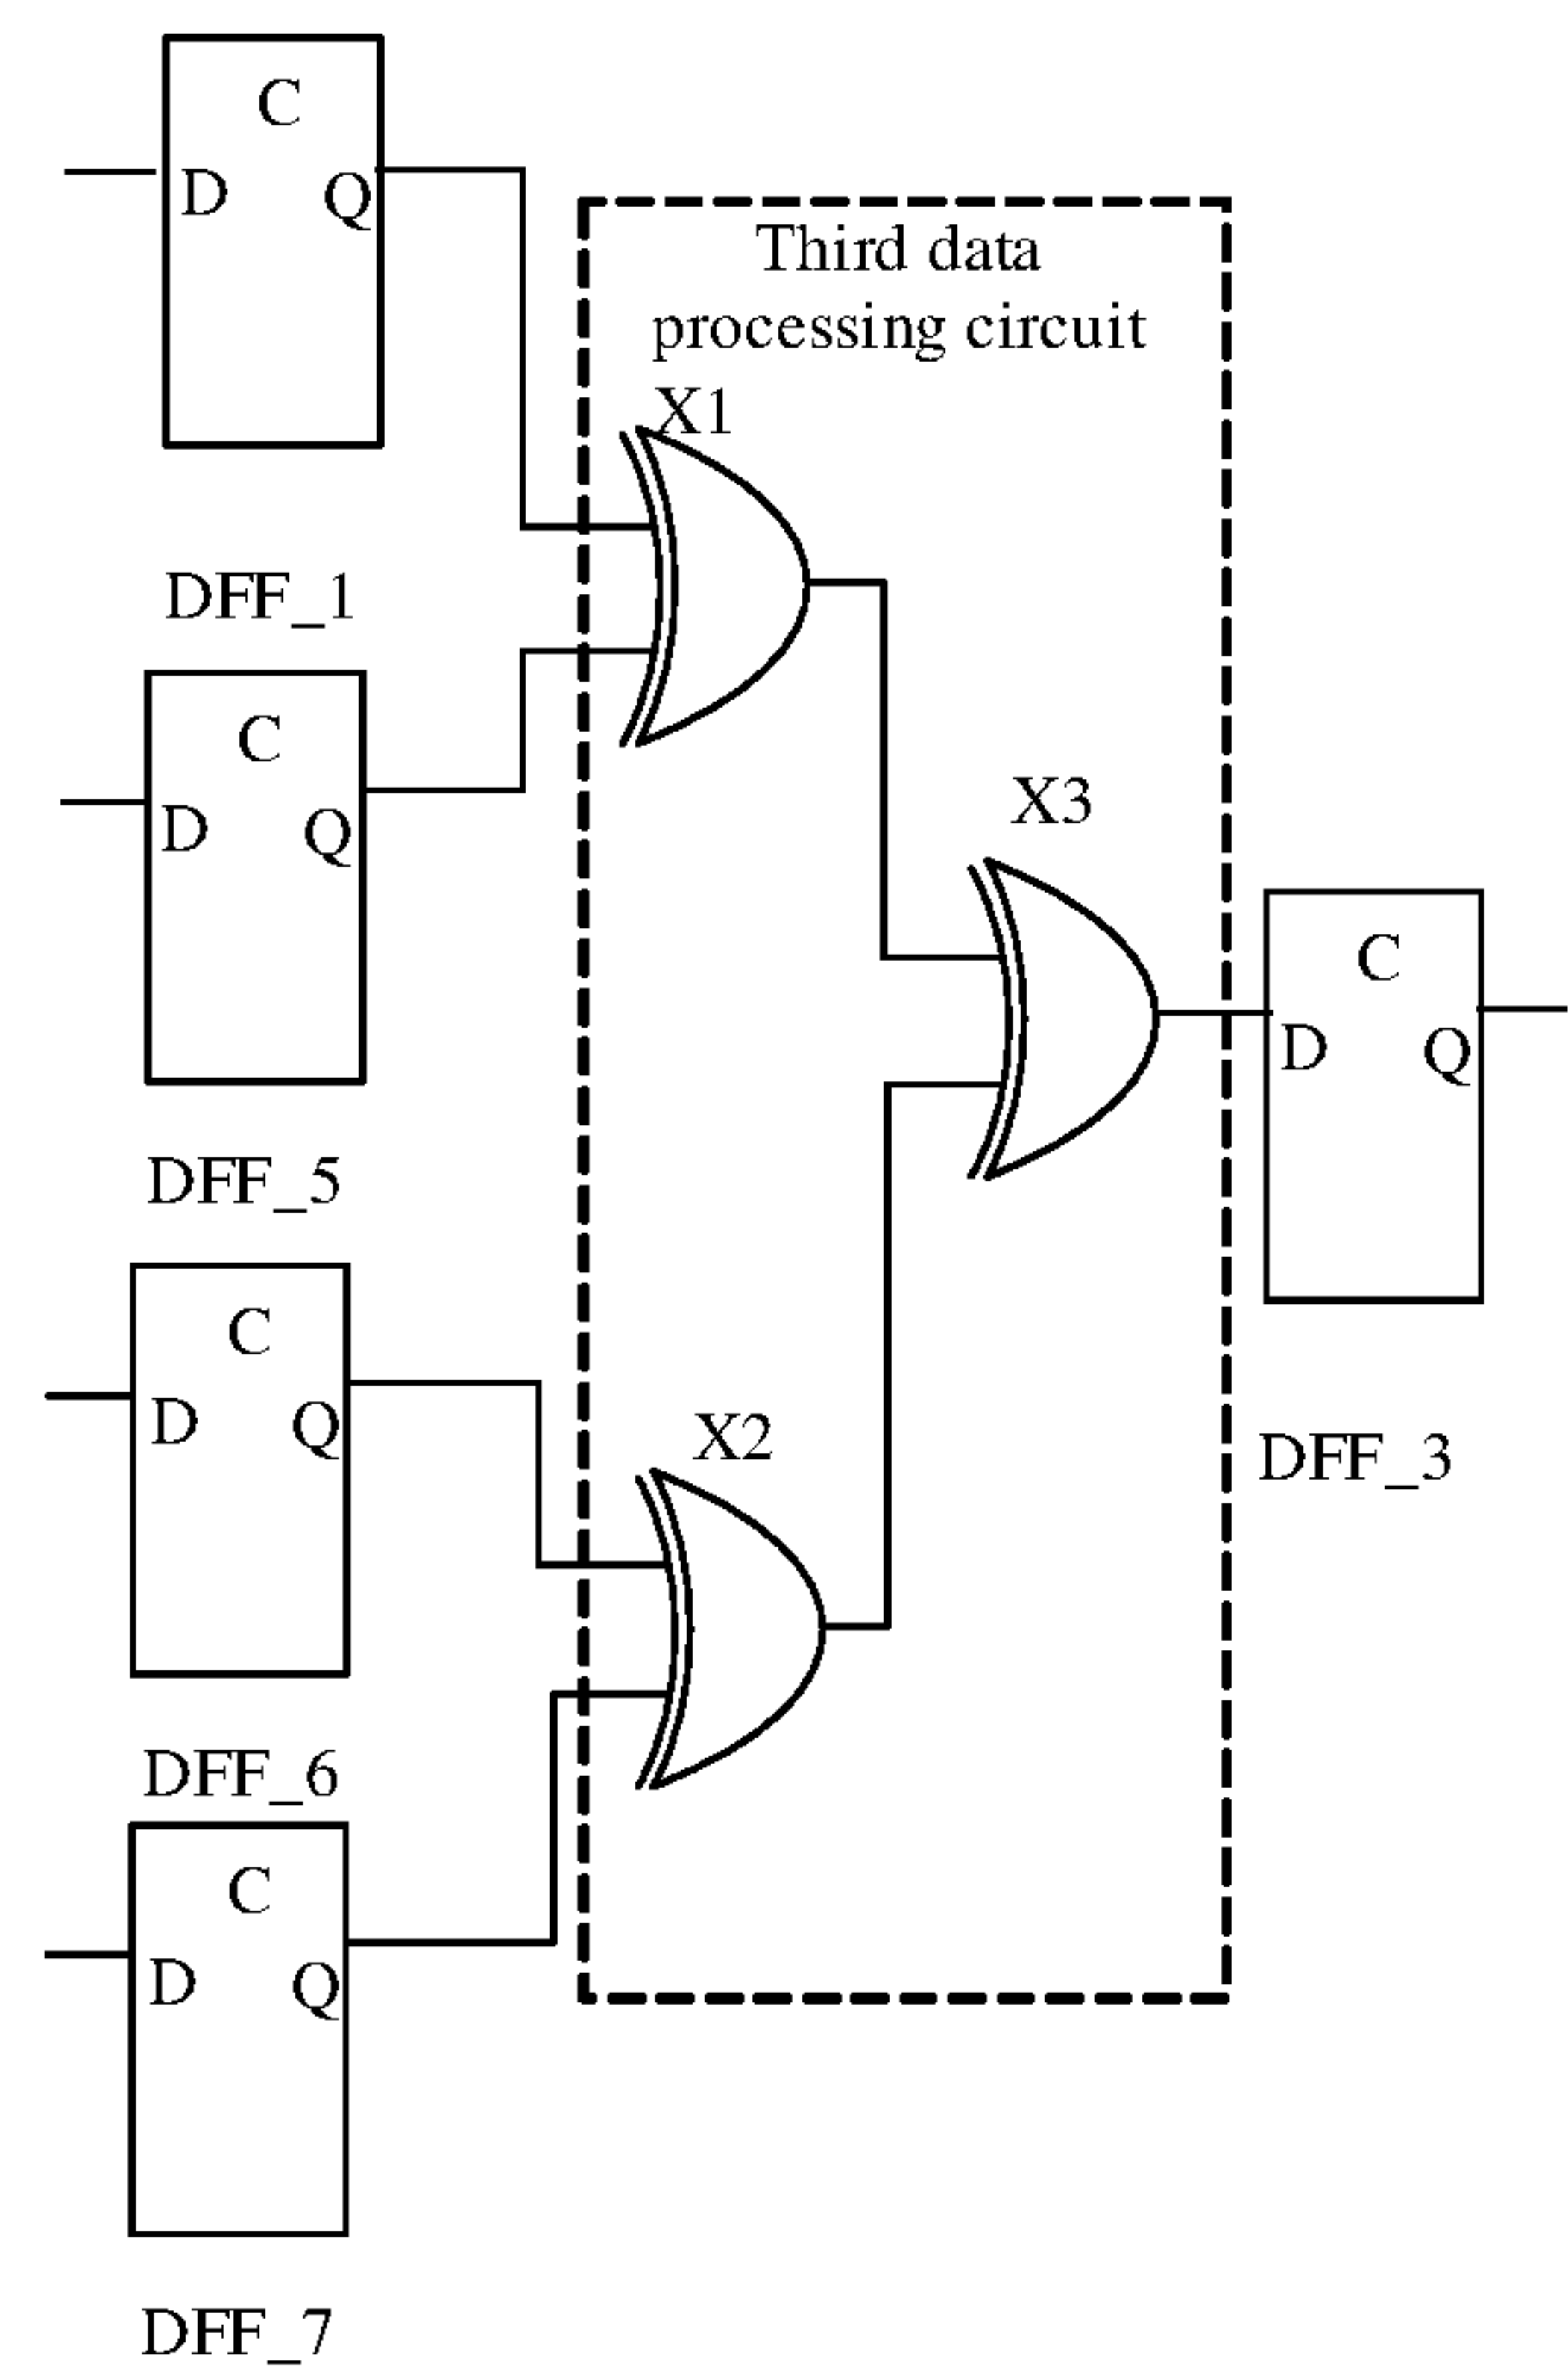 C
D Q
DFF_1
Third data
processing circuit
X1
C
D Q
DFF_5
X3
C
D Q
DFF_3
C
D Q
DFF_6
X2
C
D Q
DFF_7